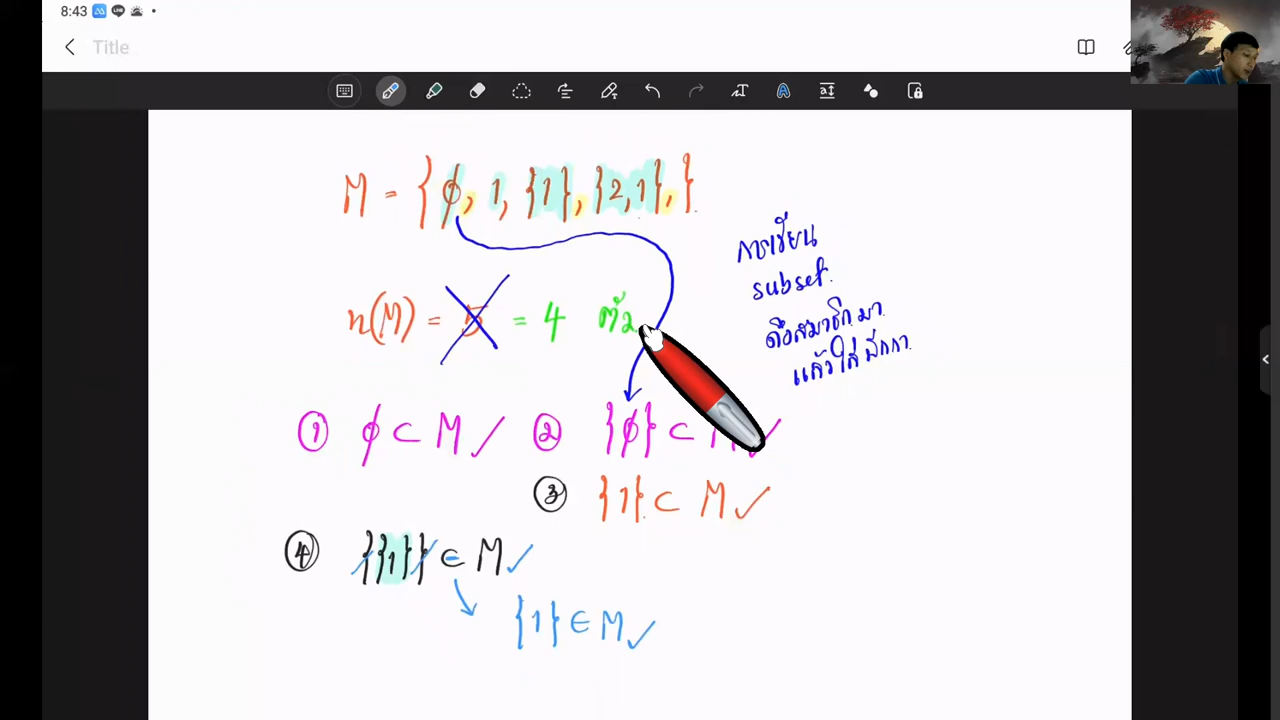 8:43
Title
M = { ϕ, 1, {1}, {2,1}, }
n(M) = 5 = 4 ตัว
การเขียน
subset
คือสมาชิกมา
แล้วใส่ปีกกา
① ϕ ⊂ M ✓ ② {ϕ} ⊂ M ✓
③ {1} ⊂ M ✓
④ {{1}} ⊂ M ✓
{1} ∈ M ✓